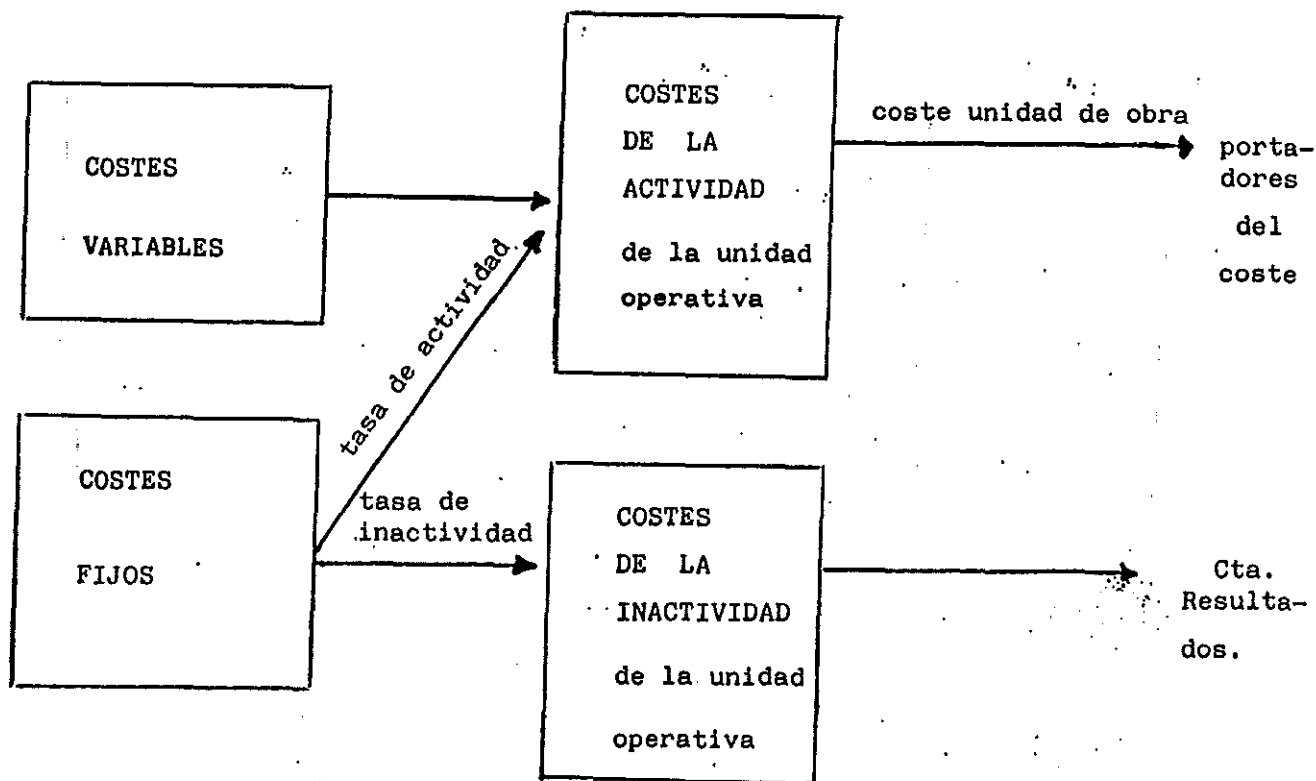 COSTES
VARIABLES
COSTES
DE LA
ACTIVIDAD
de la unidad
operativa
coste unidad de obra
porta-
dores
del
coste
tasa de actividad
COSTES
FIJOS
tasa de
inactividad
COSTES
DE LA
INACTIVIDAD
de la unidad
operativa
Cta.
Resulta-
dos.